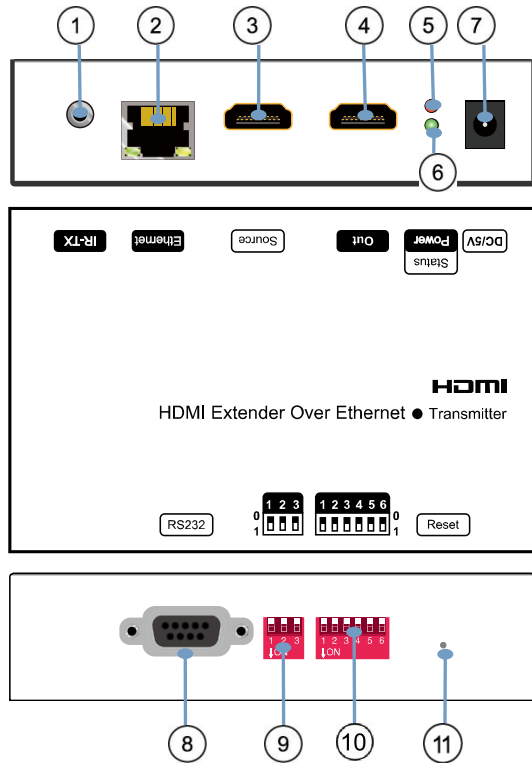 1 2 3 4 5 7
6
IR-TX Ethernet Source Out Power DC/5V
Status
HDMI
HDMI Extender Over Ethernet ● Transmitter
1 2 3 1 2 3 4 5 6
0 0
RS232 Reset
1 1
1 2 3 1 2 3 4 5 6
↓ON ↓ON
8 9 10 11